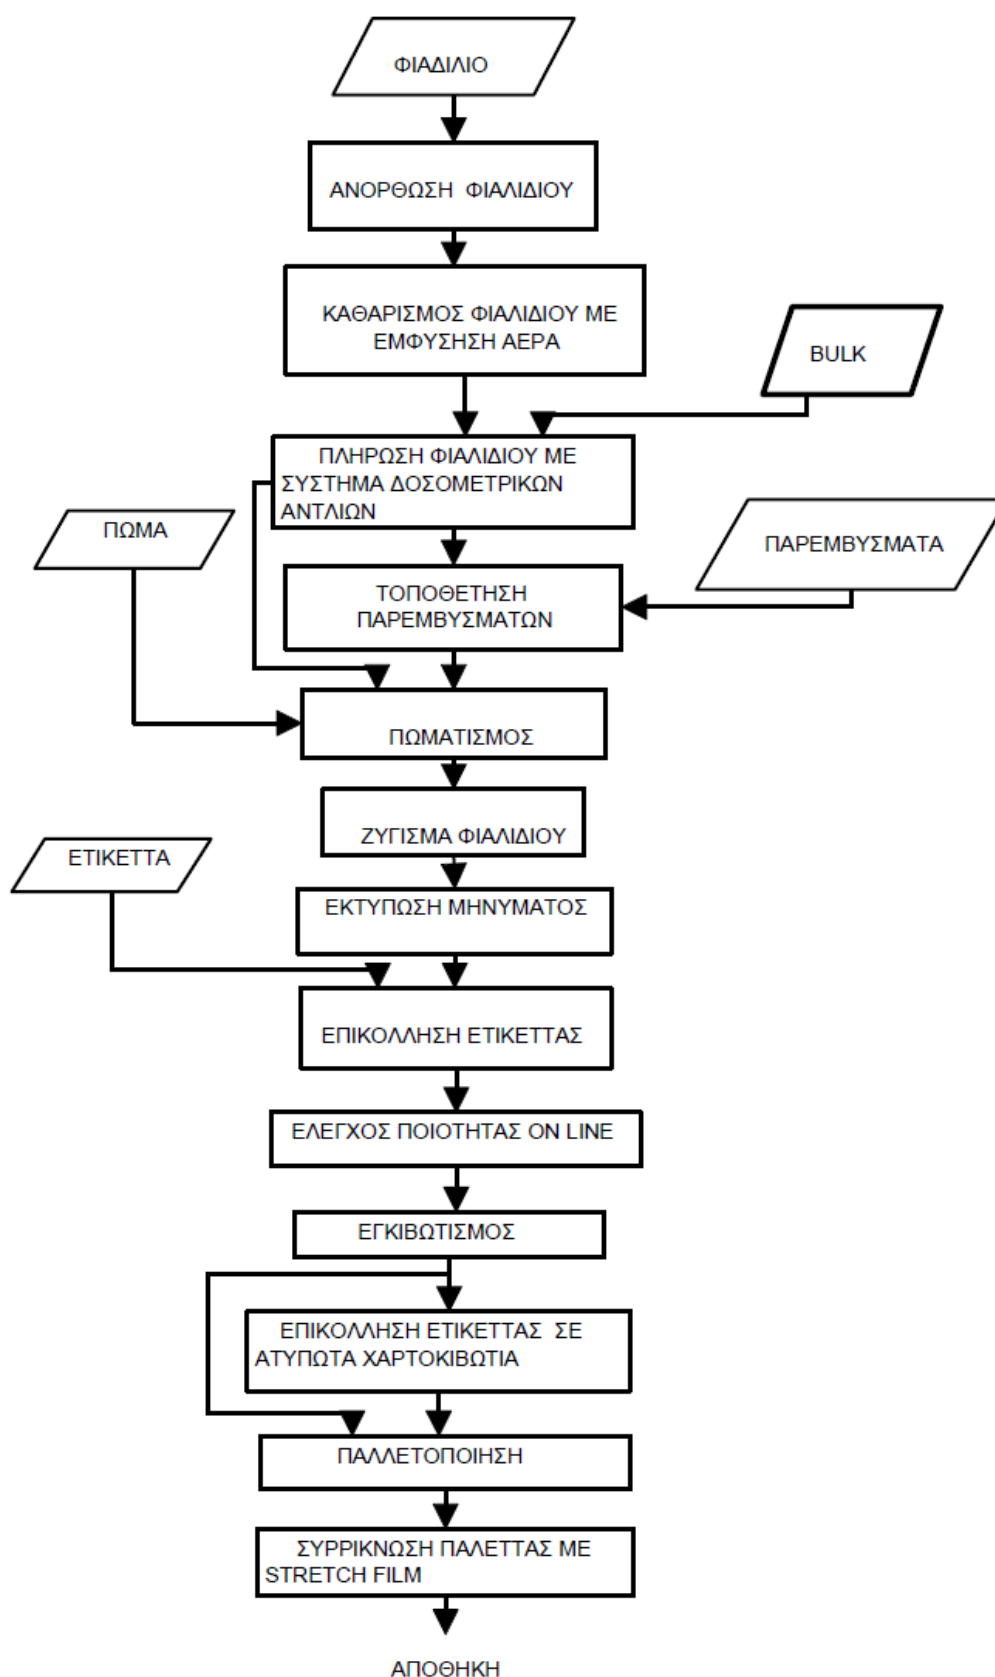 ΦΙΑΔΙΛΙΟ
ΑΝΟΡΘΩΣΗ ΦΙΑΛΙΔΙΟΥ
ΚΑΘΑΡΙΣΜΟΣ ΦΙΑΛΙΔΙΟΥ ΜΕ
ΕΜΦΥΣΗΣΗ ΑΕΡΑ
BULK
ΠΛΗΡΩΣΗ ΦΙΑΛΙΔΙΟΥ ΜΕ
ΣΥΣΤΗΜΑ ΔΟΣΟΜΕΤΡΙΚΩΝ
ΑΝΤΛΙΩΝ
ΠΩΜΑ
ΠΑΡΕΜΒΥΣΜΑΤΑ
ΤΟΠΟΘΕΤΗΣΗ
ΠΑΡΕΜΒΥΣΜΑΤΩΝ
ΠΩΜΑΤΙΣΜΟΣ
ΖΥΓΙΣΜΑ ΦΙΑΛΙΔΙΟΥ
ΕΤΙΚΕΤΤΑ
ΕΚΤΥΠΩΣΗ ΜΗΝΥΜΑΤΟΣ
ΕΠΙΚΟΛΛΗΣΗ ΕΤΙΚΕΤΤΑΣ
ΕΛΕΓΧΟΣ ΠΟΙΟΤΗΤΑΣ ON LINE
ΕΓΚΙΒΩΤΙΣΜΟΣ
ΕΠΙΚΟΛΛΗΣΗ ΕΤΙΚΕΤΤΑΣ ΣΕ
ΑΤΥΠΩΤΑ ΧΑΡΤΟΚΙΒΩΤΙΑ
ΠΑΛΛΕΤΟΠΟΙΗΣΗ
ΣΥΡΡΙΚΝΩΣΗ ΠΑΛΕΤΤΑΣ ΜΕ
STRETCH FILM
ΑΠΟΘΗΚΗ